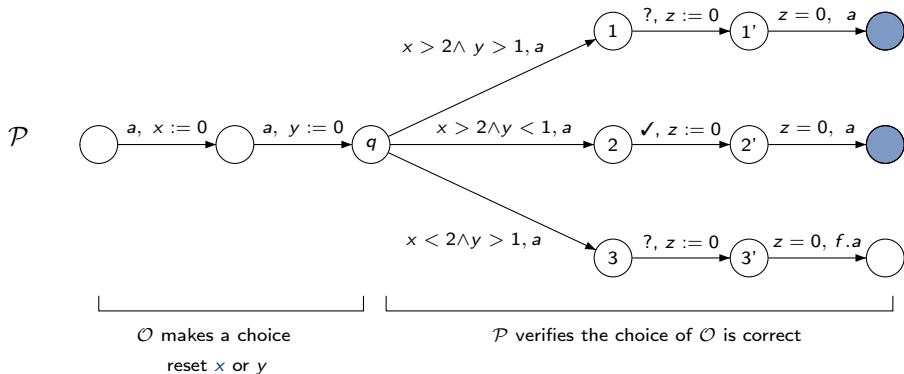 1 ?, z := 0 1' z = 0, a
x > 2∧ y > 1, a
𝒫 a, x := 0 a, y := 0 q x > 2∧y < 1, a 2 ✓, z := 0 2' z = 0, a
x < 2∧y > 1, a
3 ?, z := 0 3' z = 0, f.a
𝒪 makes a choice
reset x or y
𝒫 verifies the choice of 𝒪 is correct